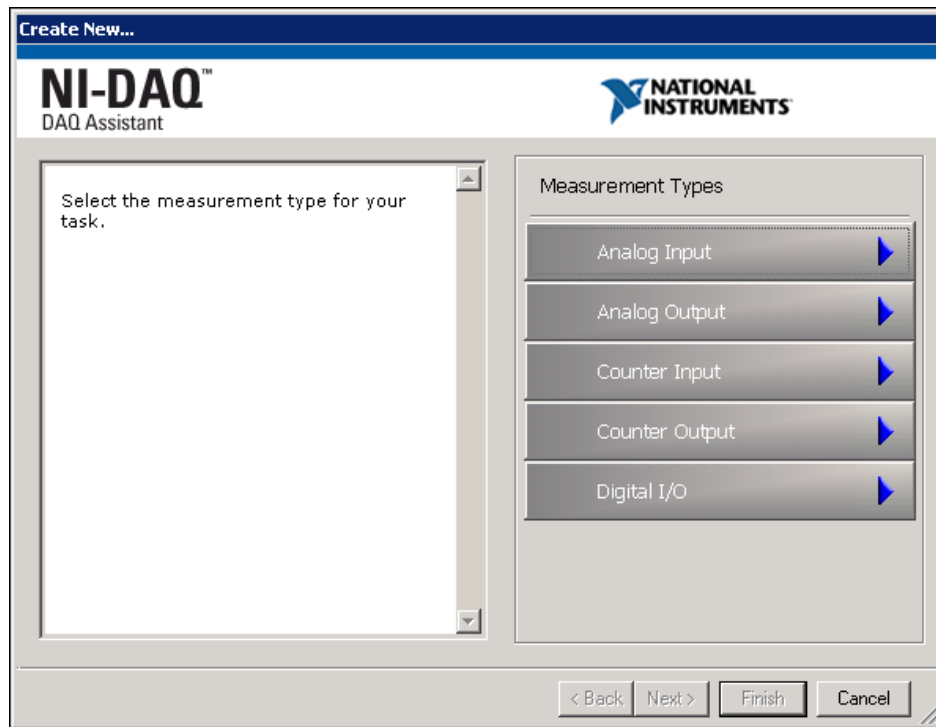 Create New...
NI-DAQ™
DAQ Assistant
NATIONAL
INSTRUMENTS
Select the measurement type for your
task.
Measurement Types
Analog Input
Analog Output
Counter Input
Counter Output
Digital I/O
< Back Next > Finish Cancel